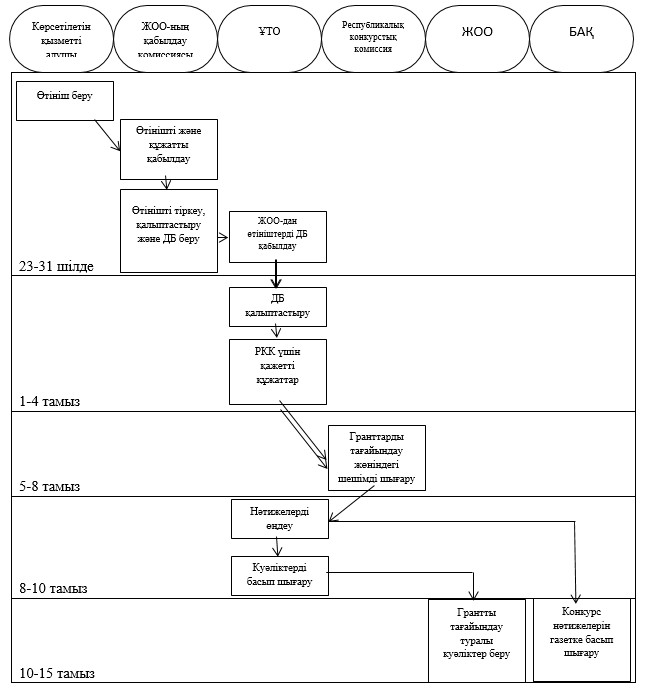 Көрсетілетін
қызметті
алушы
ЖОО-ның
қабылдау
комиссиясы
ҰТО
Республикалық
конкурстық
комиссия
ЖОО
БАҚ
Өтініш беру
Өтінішті және
құжатты
қабылдау
Өтінішті тіркеу,
қалыптастыру
және ДБ беру
ЖОО-дан
өтініштерді ДБ
қабылдау
23-31 шілде
ДБ
қалыптастыру
РКК үшін
қажетті
құжаттар
1-4 тамыз
Гранттарды
тағайындау
жөніндегі
шешімді шығару
5-8 тамыз
Нәтижелерді
өңдеу
Куәліктерді
басып шығару
8-10 тамыз
Грантты
тағайындау
туралы
куәліктер беру
Конкурс
нәтижелерін
газетке басып
шығару
10-15 тамыз